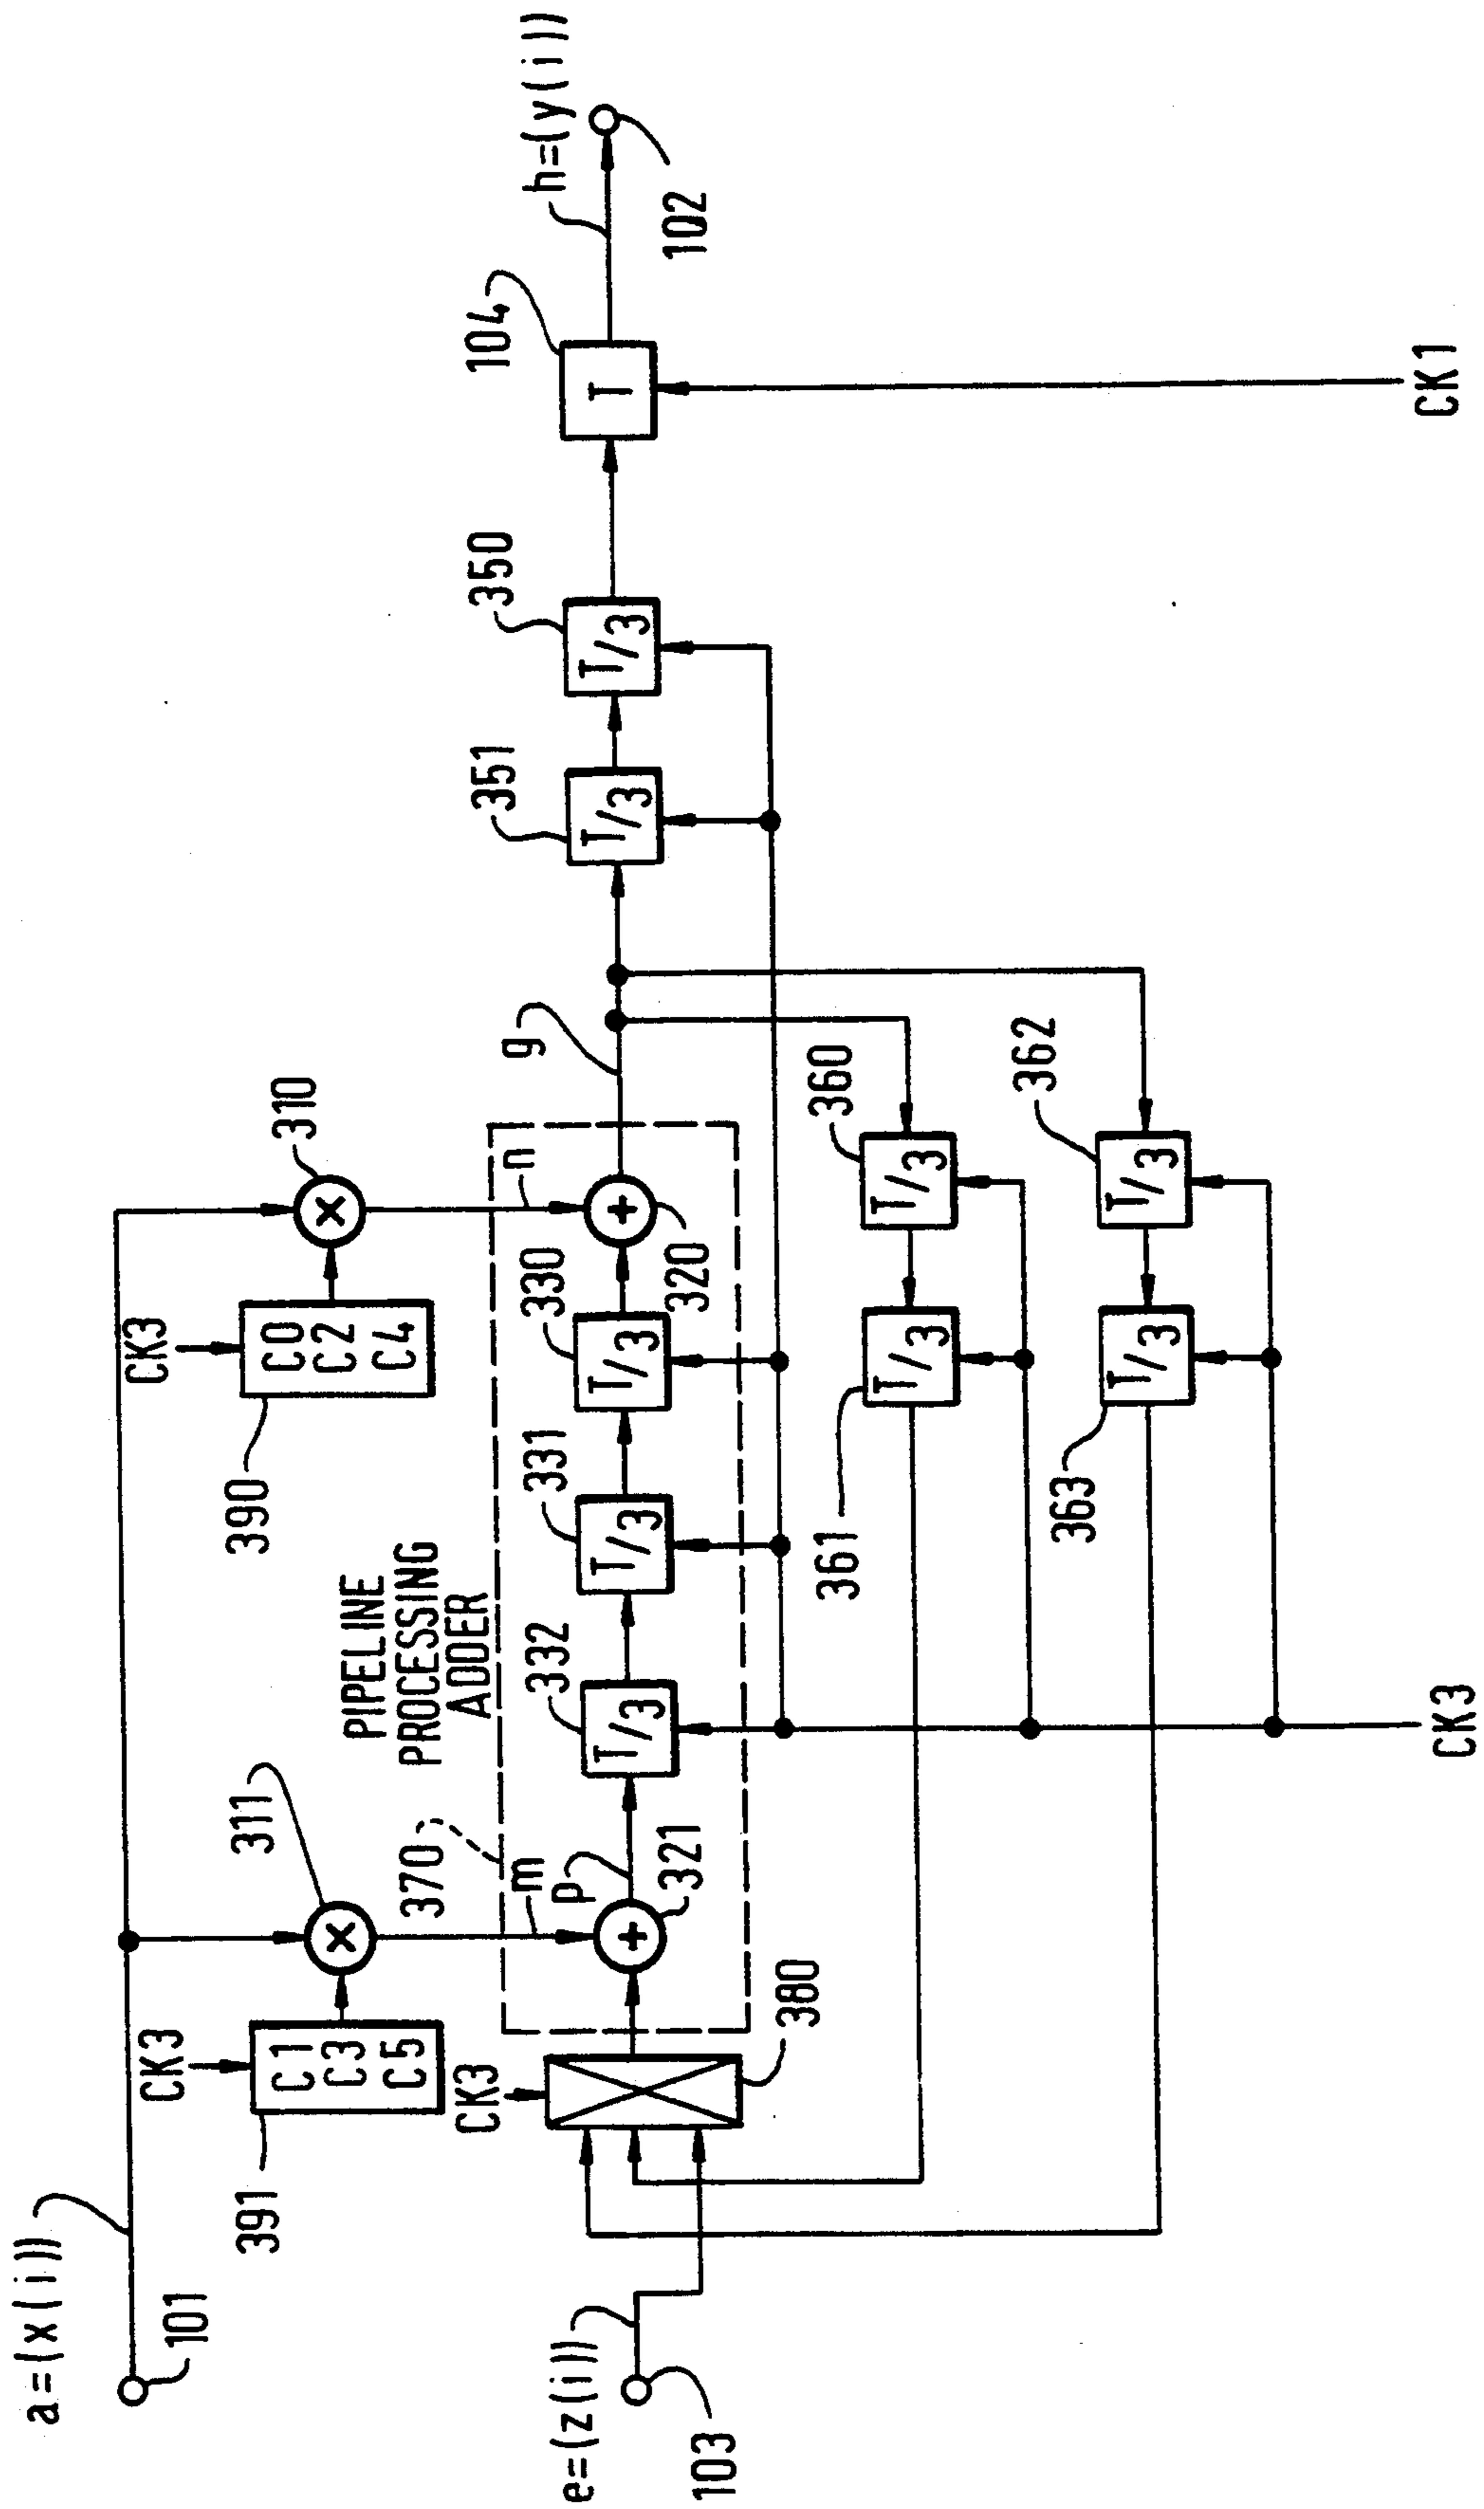 a=(x(i))
101
CK3
391
C1
C3
C5
311
×
CK3
390
C0
C2
C4
310
×
PIPELINE
PROCESSING
ADDER
370
m
n
e=(z(i))
103
CK3
380
p
+
321
332
T/3
331
T/3
330
T/3
+
320
g
351
T/3
350
T/3
104
T
h=(y(i))
102
361
T/3
360
T/3
363
T/3
362
T/3
CK3
CK1